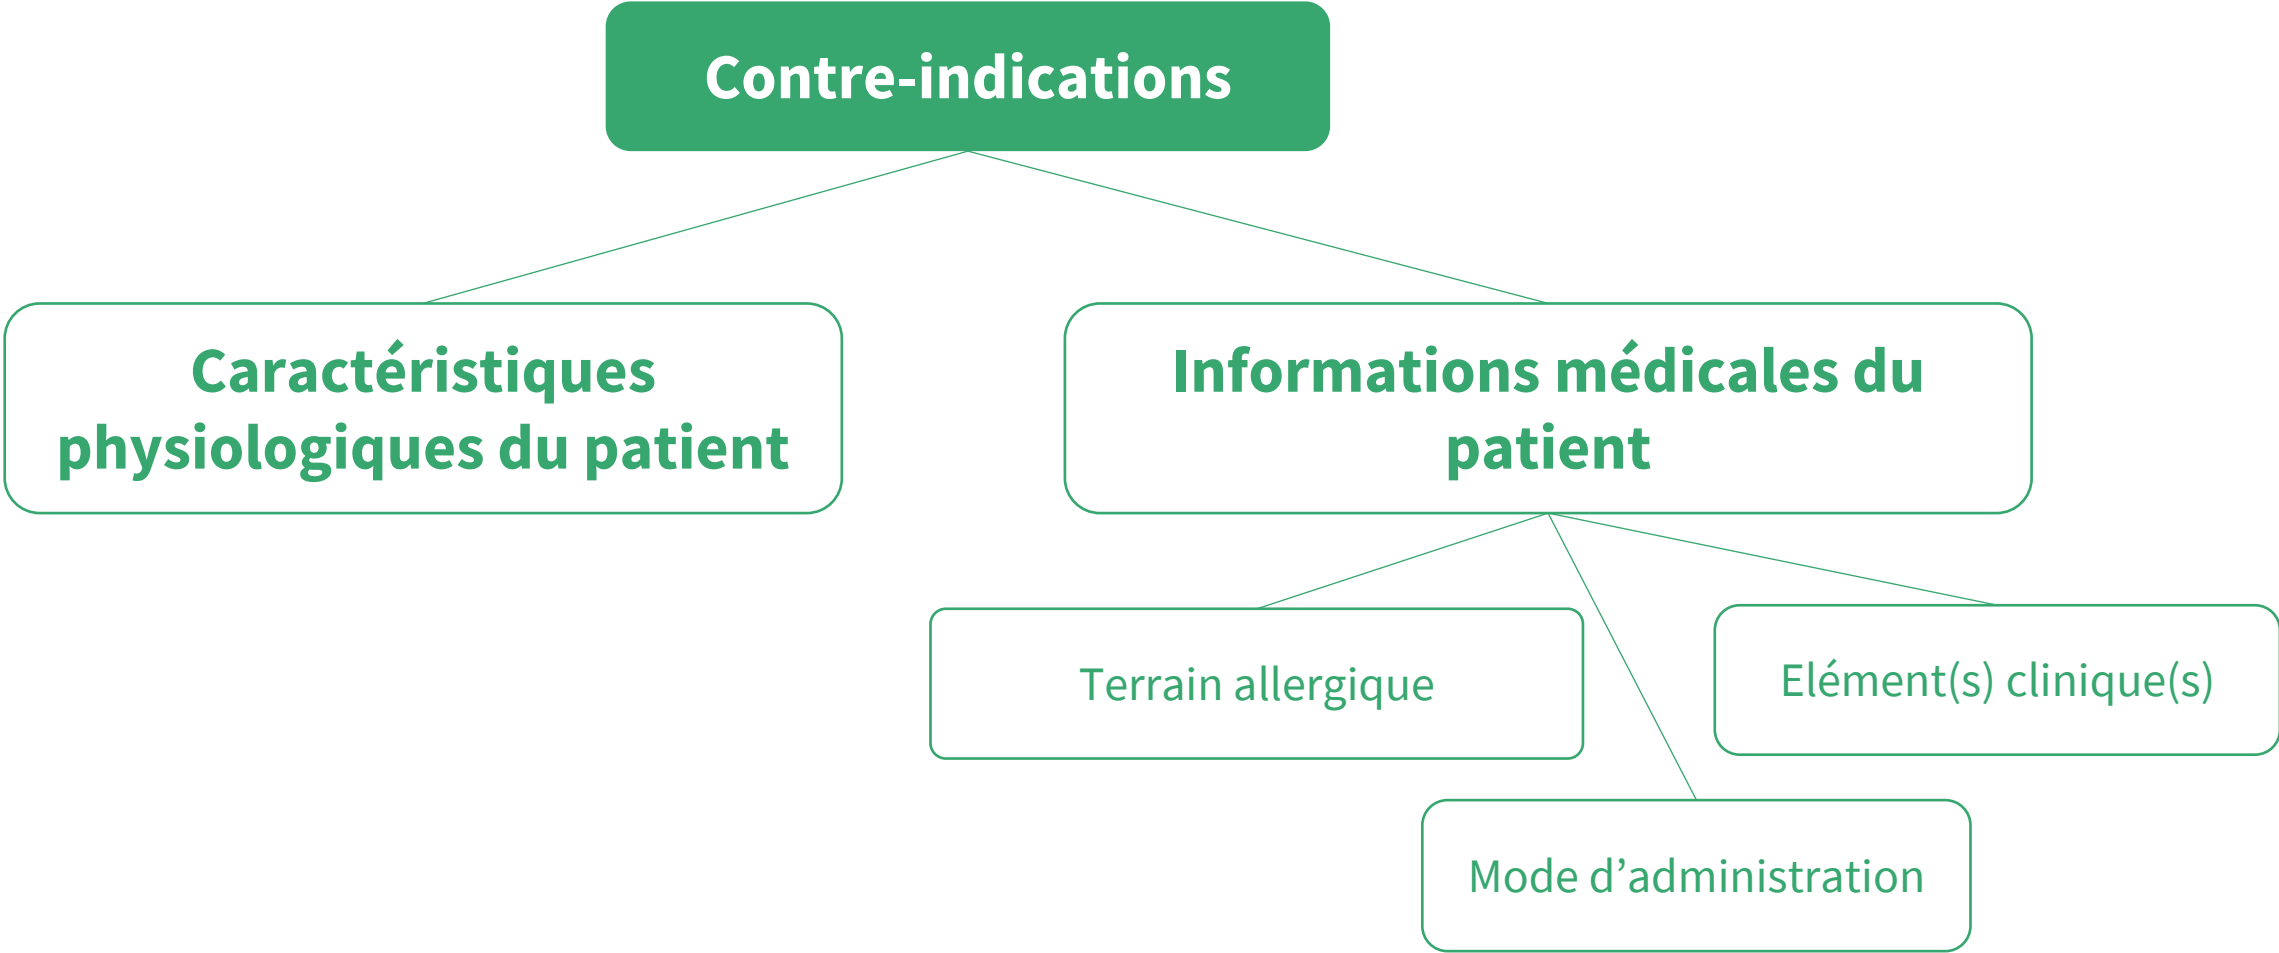 Contre-indications
Caractéristiques
physiologiques du patient
Informations médicales du
patient
Terrain allergique
Elément(s) clinique(s)
Mode d’administration